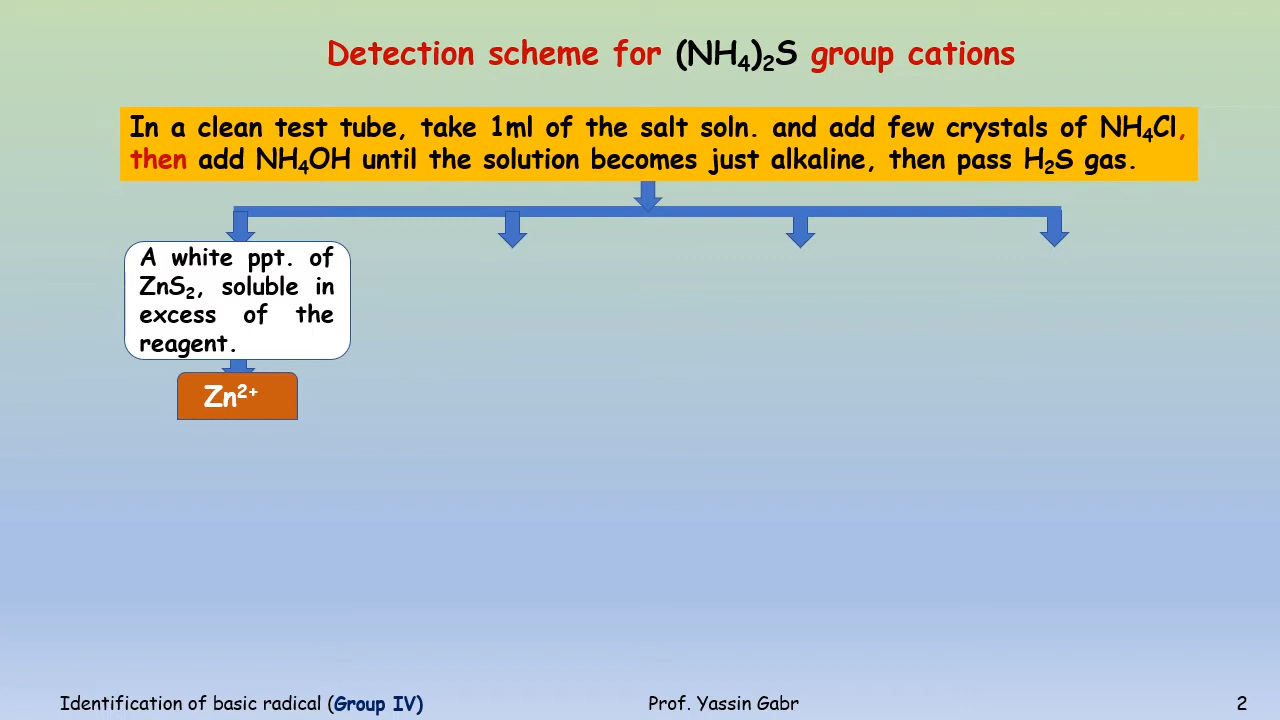 Detection scheme for (NH₄)₂S group cations
In a clean test tube, take 1ml of the salt soln. and add few crystals of NH₄Cl,
then add NH₄OH until the solution becomes just alkaline, then pass H₂S gas.
A white ppt. of
ZnS₂, soluble in
excess of the
reagent.
Zn²⁺
Identification of basic radical (Group IV)
Prof. Yassin Gabr
2